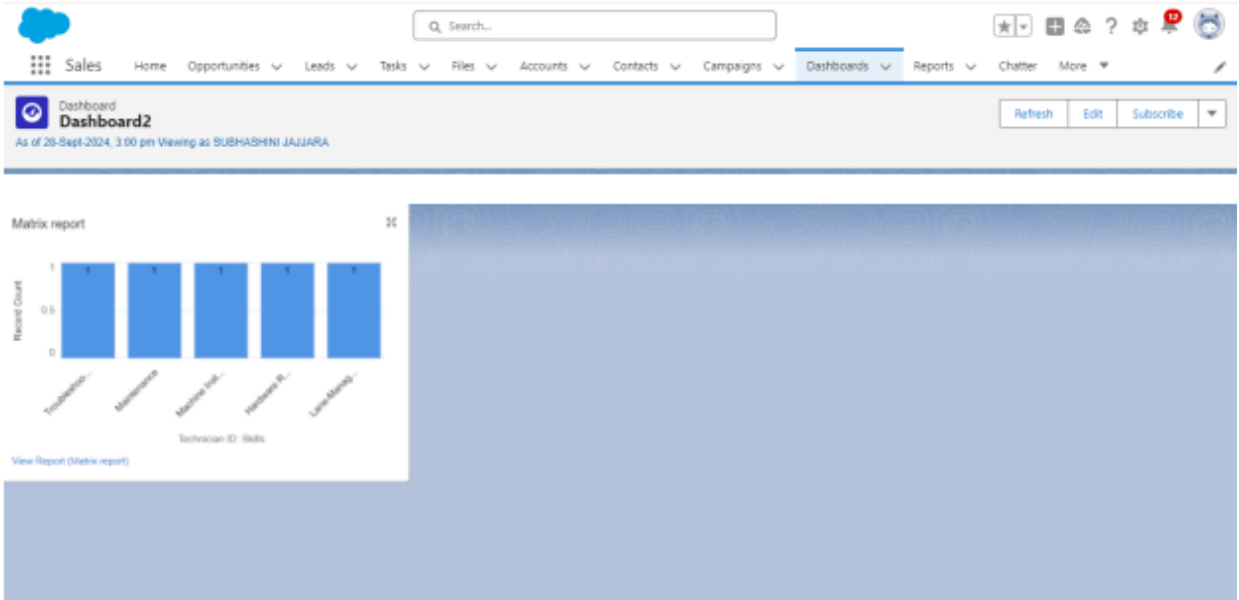 Search...
12
Sales Home Opportunities Leads Tasks Files Accounts Contacts Campaigns Dashboards Reports Chatter More
Dashboard
Dashboard2
As of 28-Sept-2024, 3:00 pm Viewing as SUBHASHINI JAJJARA
Refresh Edit Subscribe
Matrix report
Record Count
1
0.5
0
1 1 1 1 1
Troubleshoo... Maintenance Machine Inst... Hardware R... Lane-Manag...
Technician ID: Skills
View Report (Matrix report)